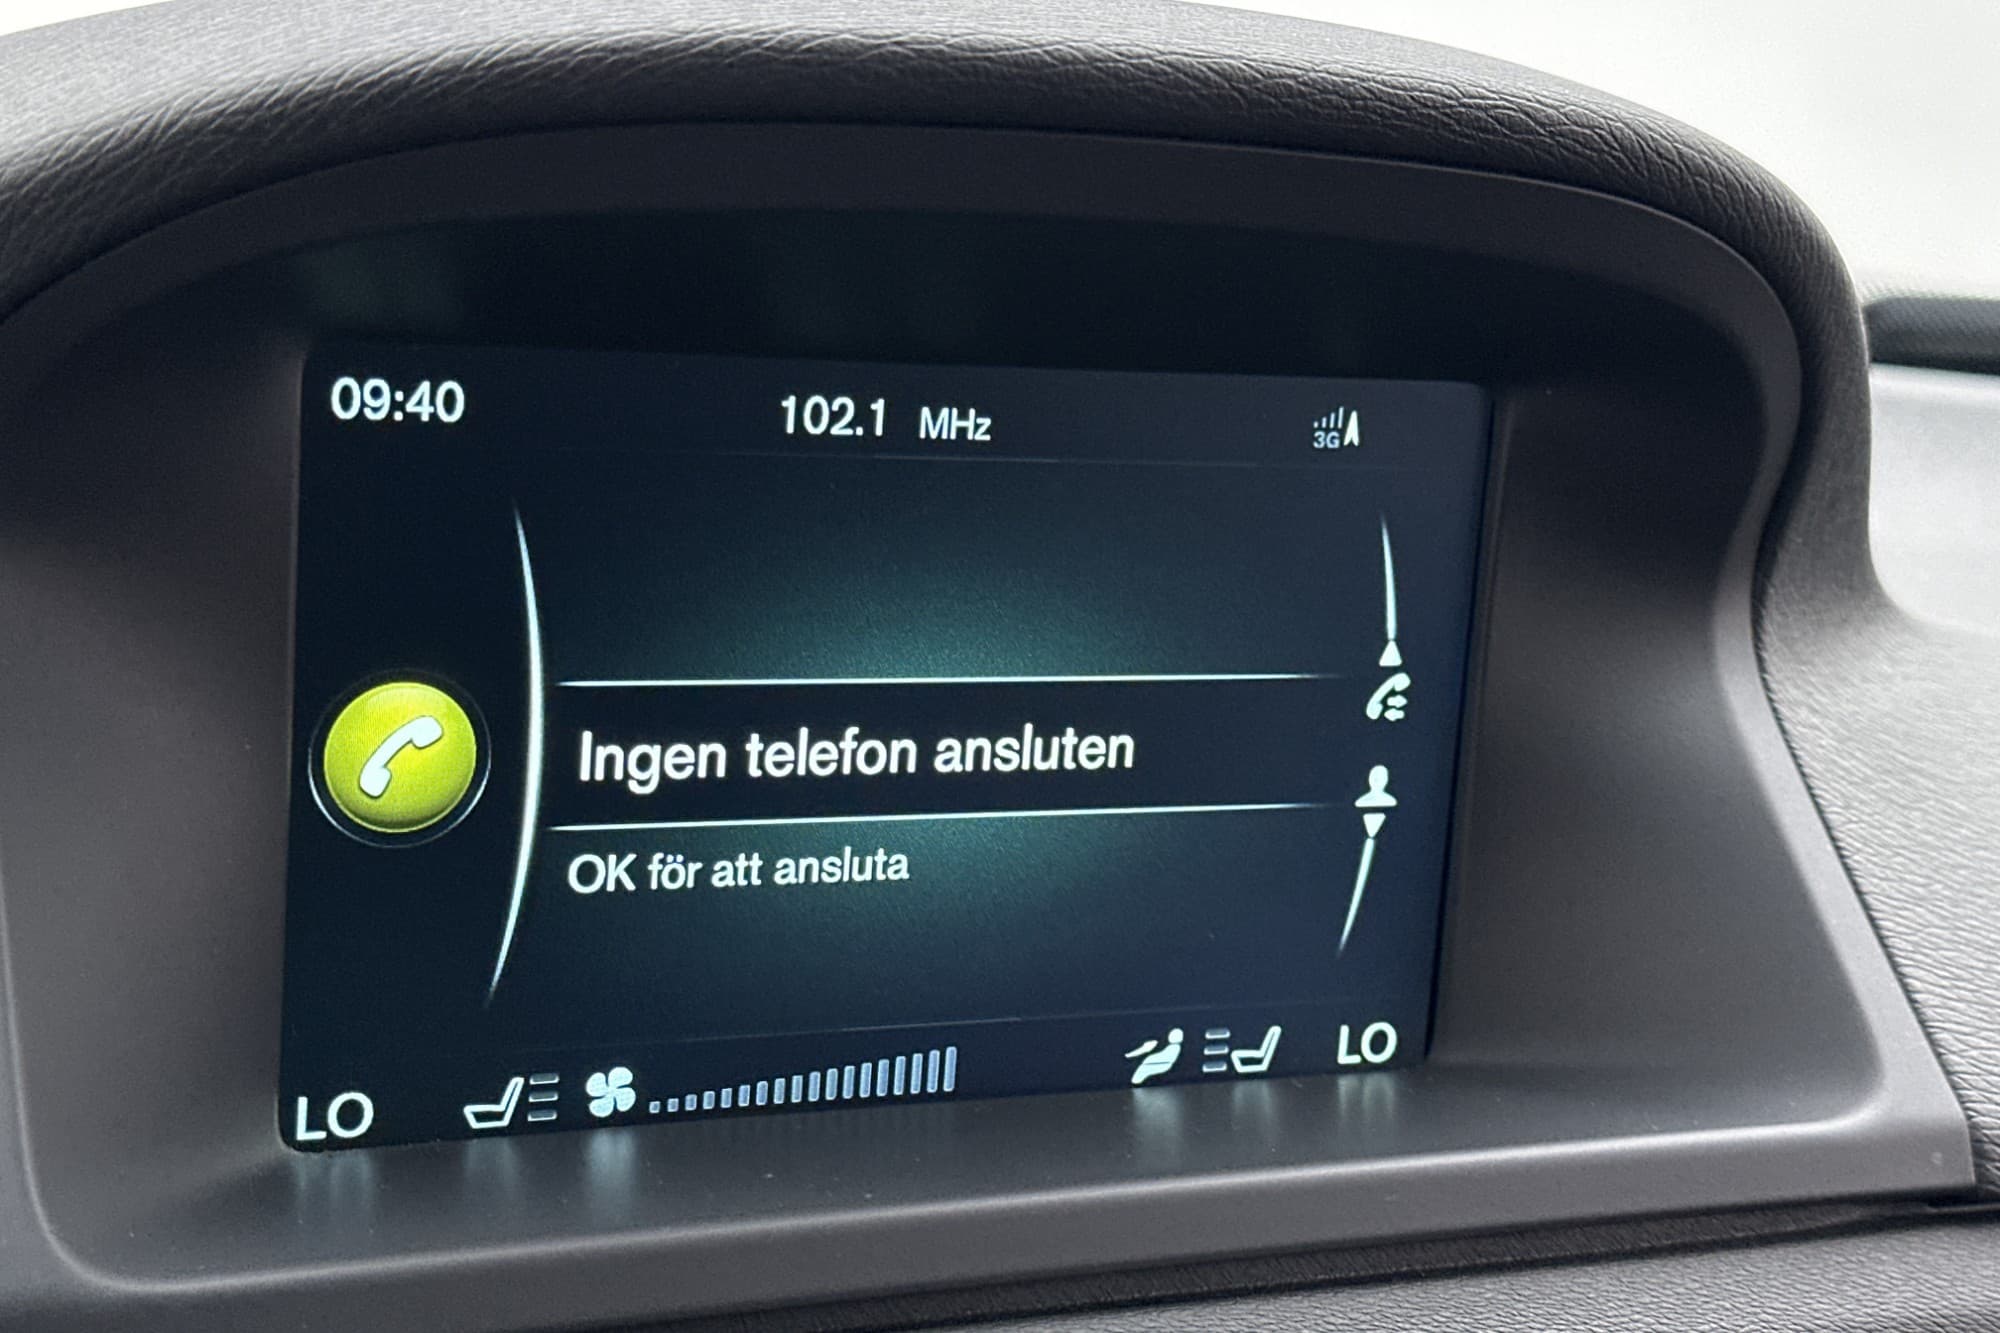 09:40 102.1 MHz 3G
Ingen telefon ansluten
OK för att ansluta
LO LO